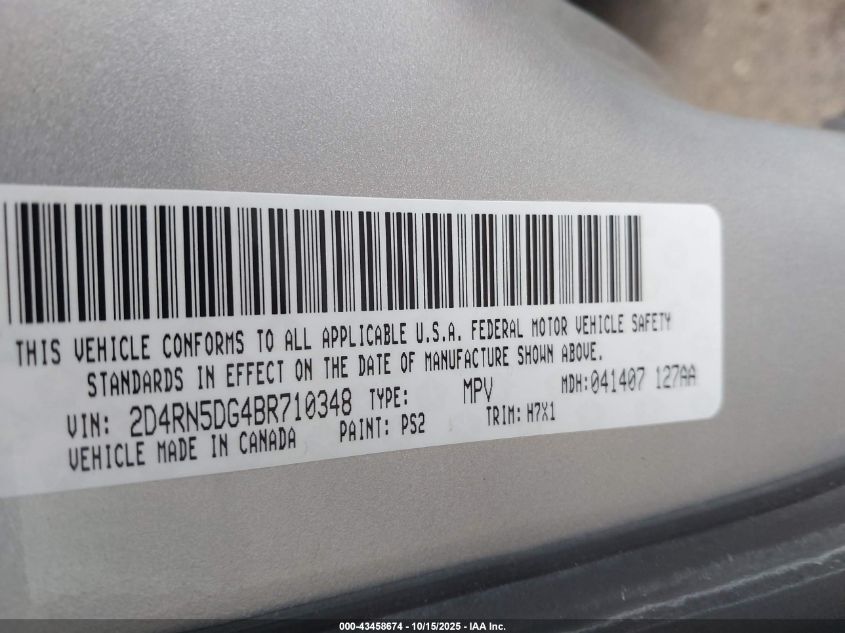 THIS VEHICLE CONFORMS TO ALL APPLICABLE U.S.A. FEDERAL MOTOR VEHICLE SAFETY
STANDARDS IN EFFECT ON THE DATE OF MANUFACTURE SHOWN ABOVE.
VIN: 2D4RN5DG4BR710348 TYPE: MPV MDH:041407 127AA
VEHICLE MADE IN CANADA PAINT: PS2 TRIM: H7X1
000-43458674 - 10/15/2025 - IAA Inc.